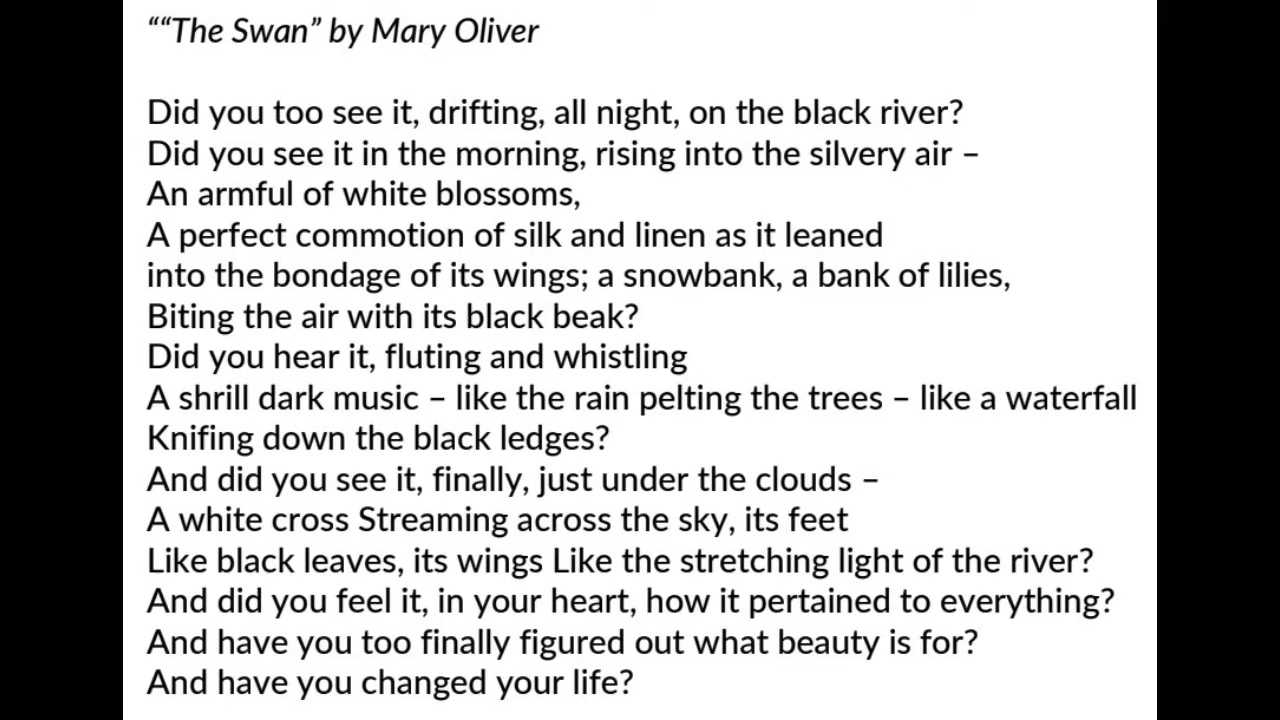 ““The Swan” by Mary Oliver
Did you too see it, drifting, all night, on the black river?
Did you see it in the morning, rising into the silvery air –
An armful of white blossoms,
A perfect commotion of silk and linen as it leaned
into the bondage of its wings; a snowbank, a bank of lilies,
Biting the air with its black beak?
Did you hear it, fluting and whistling
A shrill dark music – like the rain pelting the trees – like a waterfall
Knifing down the black ledges?
And did you see it, finally, just under the clouds –
A white cross Streaming across the sky, its feet
Like black leaves, its wings Like the stretching light of the river?
And did you feel it, in your heart, how it pertained to everything?
And have you too finally figured out what beauty is for?
And have you changed your life?